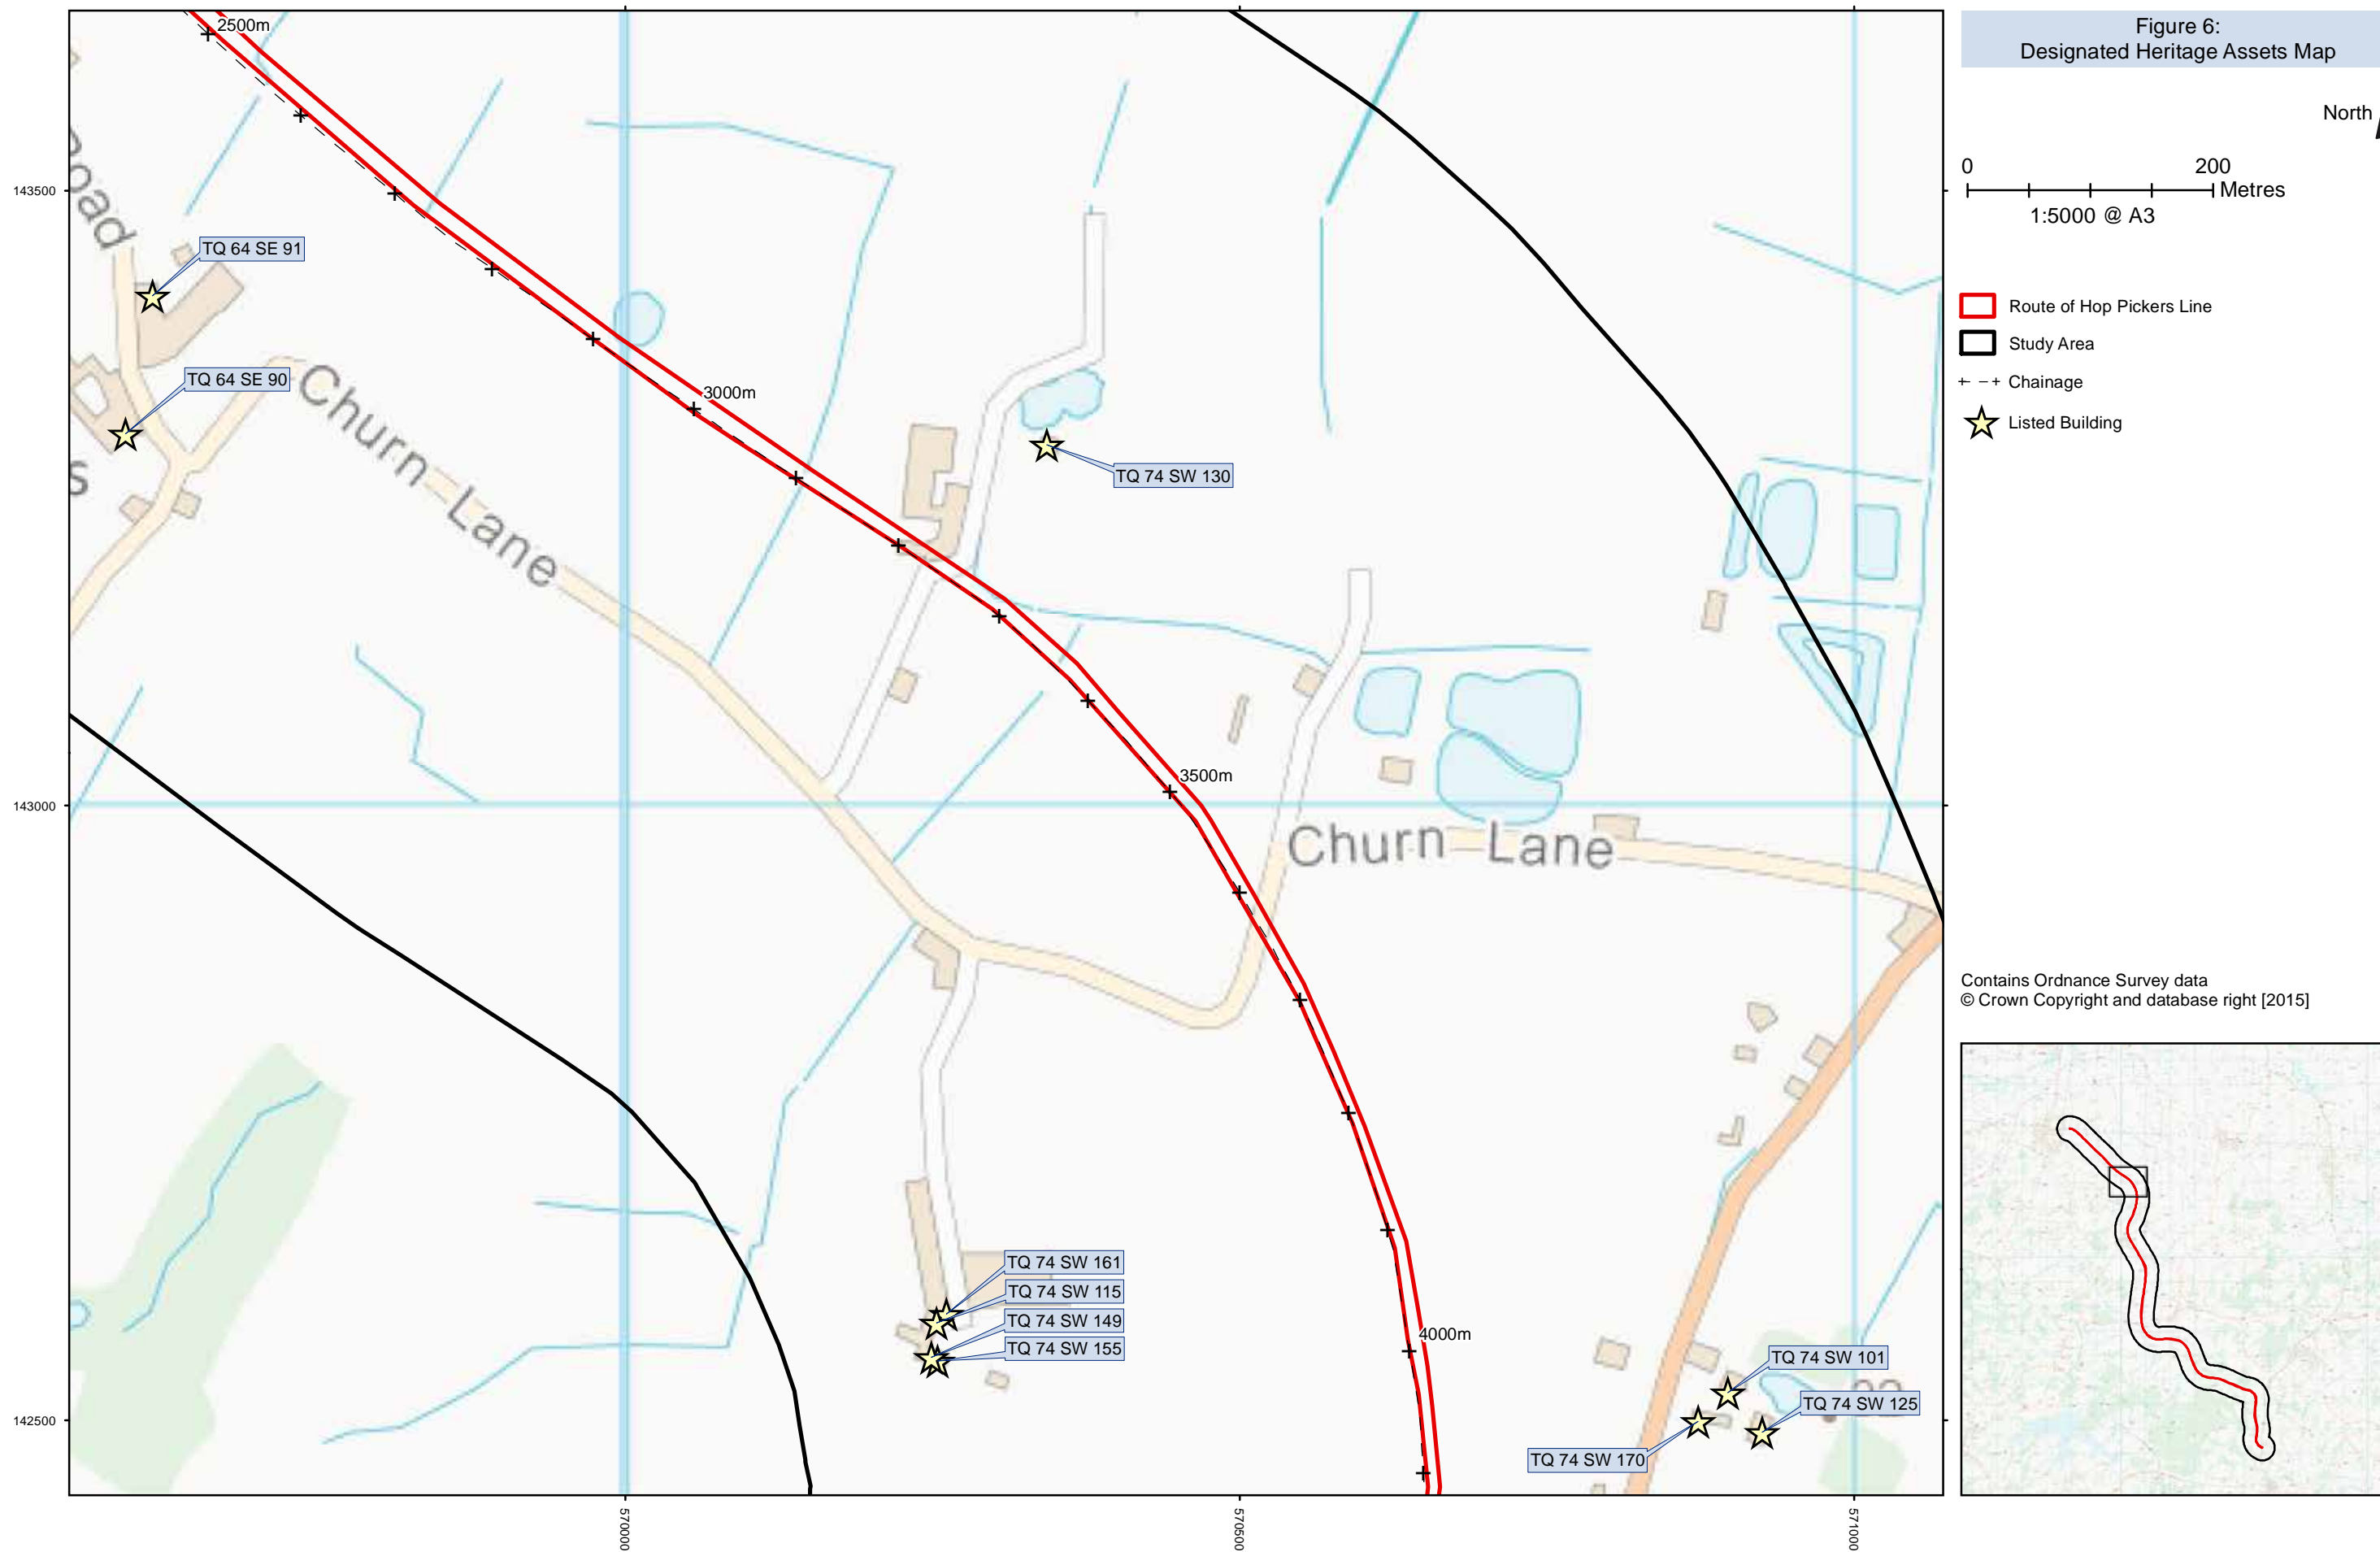 2500m
Figure 6:
Designated Heritage Assets Map
North
0 200
Metres
1:5000 @ A3
143500
Road
TQ 64 SE 91
Route of Hop Pickers Line
Study Area
TQ 64 SE 90
Chainage
3000m
Listed Building
Churn Lane
s
TQ 74 SW 130
3500m
143000
Churn Lane
Contains Ordnance Survey data
© Crown Copyright and database right [2015]
TQ 74 SW 161
TQ 74 SW 115
TQ 74 SW 149
TQ 74 SW 155
4000m
TQ 74 SW 101
TQ 74 SW 125
142500
TQ 74 SW 170
570000
570500
571000